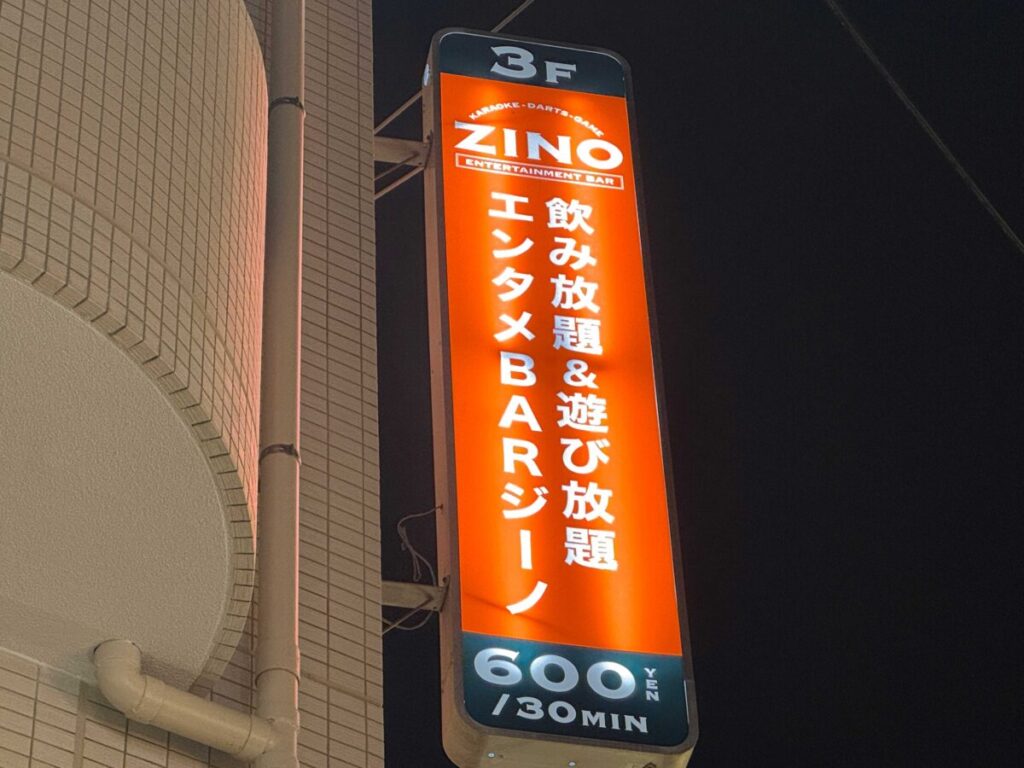 3F
KARAOKE-DARTS-GAME
ZINO
ENTERTAINMENT BAR
飲み放題&遊び放題
エンタメBARジーノ
600 YEN
/30MIN